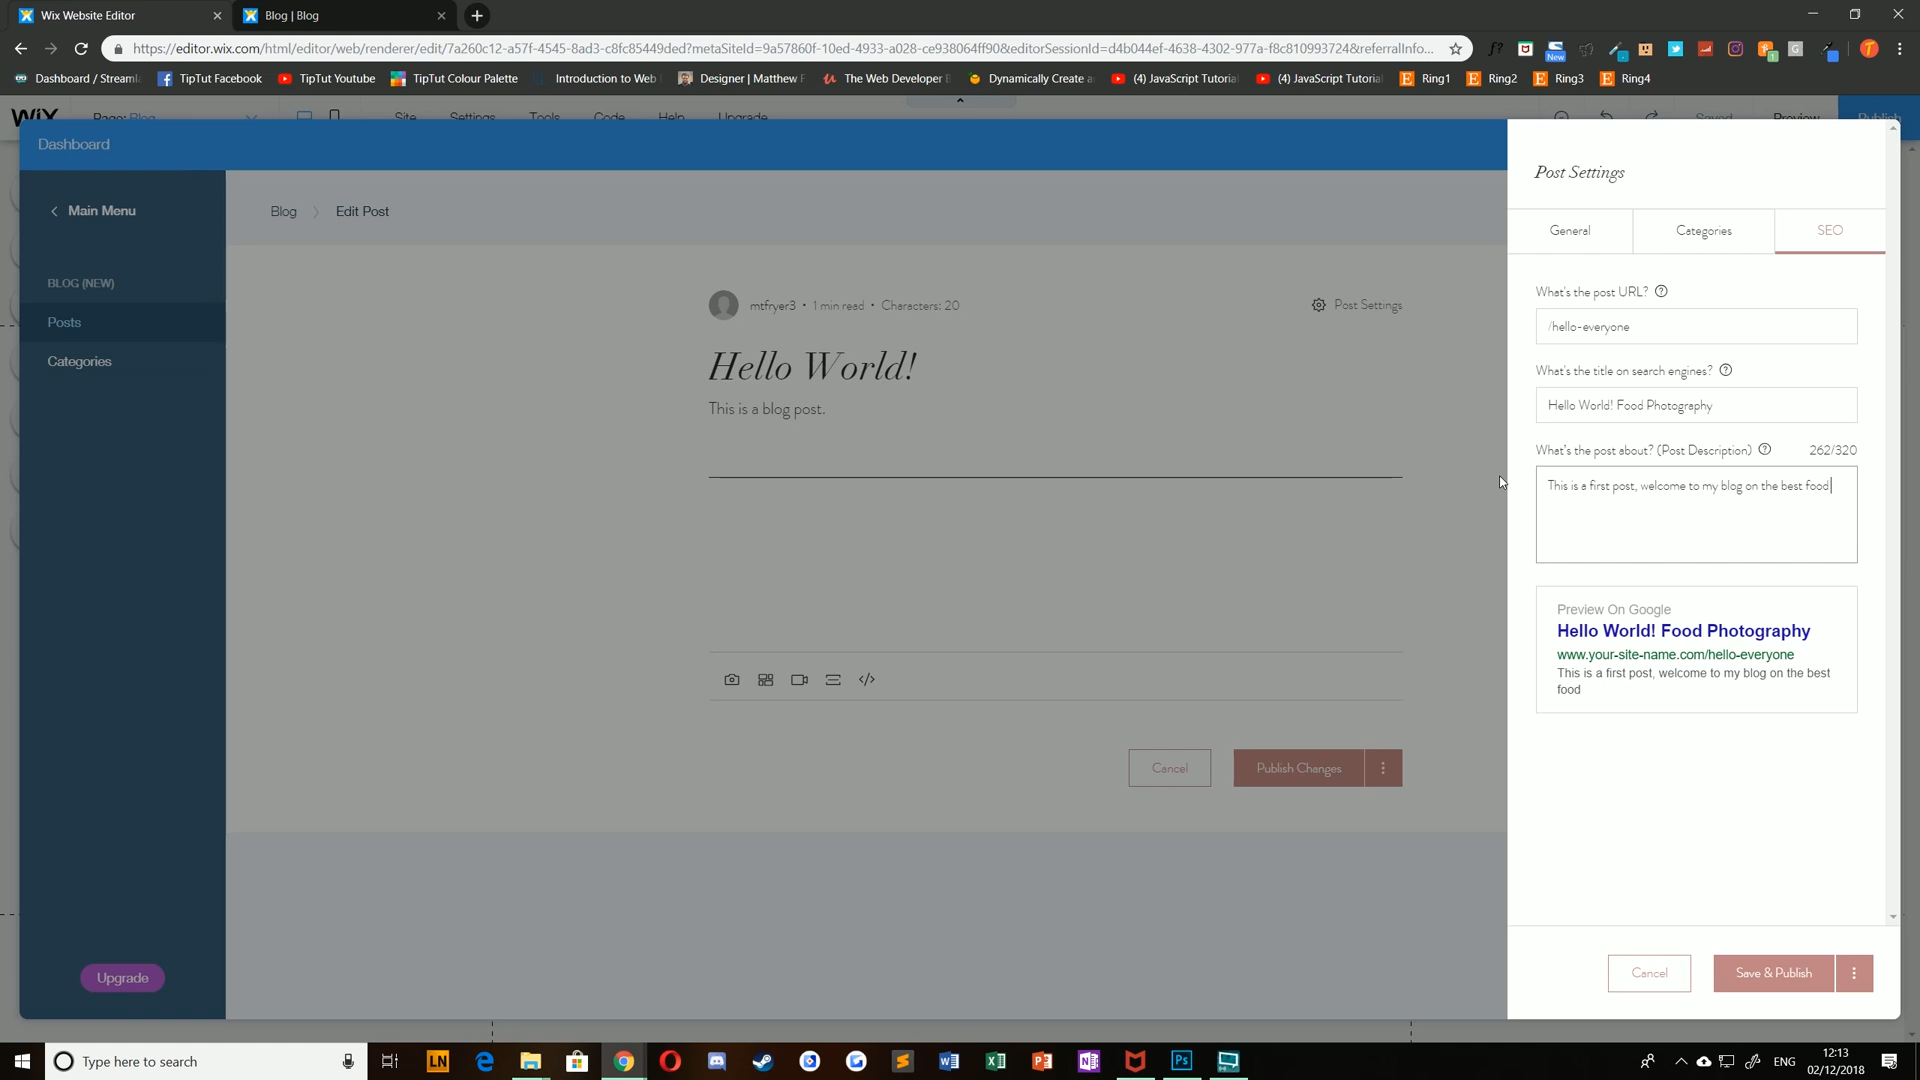 Wix Website Editor
Blog | Blog
https://editor.wix.com/html/editor/web/renderer/edit/7a260c12-a57f-4545-8ad3-c8fc85449ded?metaSiteId=9a57860f-10ed-4933-a028-ce938064ff90&editorSessionId=d4b044ef-4638-4302-977a-f8c810993724&referralInfo...
f?
New
1
G
T
Dashboard / Streaml
TipTut Facebook
TipTut Youtube
TipTut Colour Palette
Introduction to Web
Designer | Matthew F
The Web Developer B
Dynamically Create a
(4) JavaScript Tutoria
(4) JavaScript Tutoria
Ring1
Ring2
Ring3
Ring4
WiX
Page: Blog
Site
Settings
Tools
Code
Help
Upgrade
Saved
Preview
Publish
Dashboard
Main Menu
BLOG (NEW)
Posts
Categories
Upgrade
Blog
Edit Post
mtfryer3 • 1 min read • Characters: 20
Post Settings
Hello World!
This is a blog post.
Cancel
Publish Changes
Post Settings
General
Categories
SEO
What's the post URL?
/hello-everyone
What's the title on search engines?
Hello World! Food Photography
What's the post about? (Post Description)
262/320
This is a first post, welcome to my blog on the best food
Preview On Google
Hello World! Food Photography
www.your-site-name.com/hello-everyone
This is a first post, welcome to my blog on the best
food
Cancel
Save & Publish
Type here to search
LN
Ps
ENG
12:13
02/12/2018